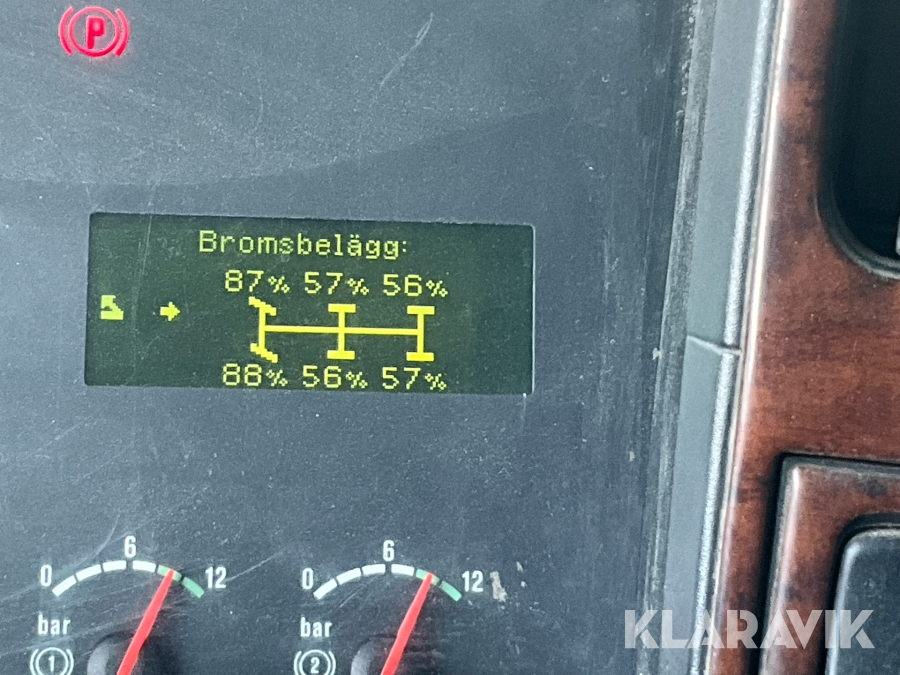 P
Bromsbelägg:
87% 57% 56%
88% 56% 57%
0 6 12
bar
1
0 6 12
bar
2
KLARAVIK